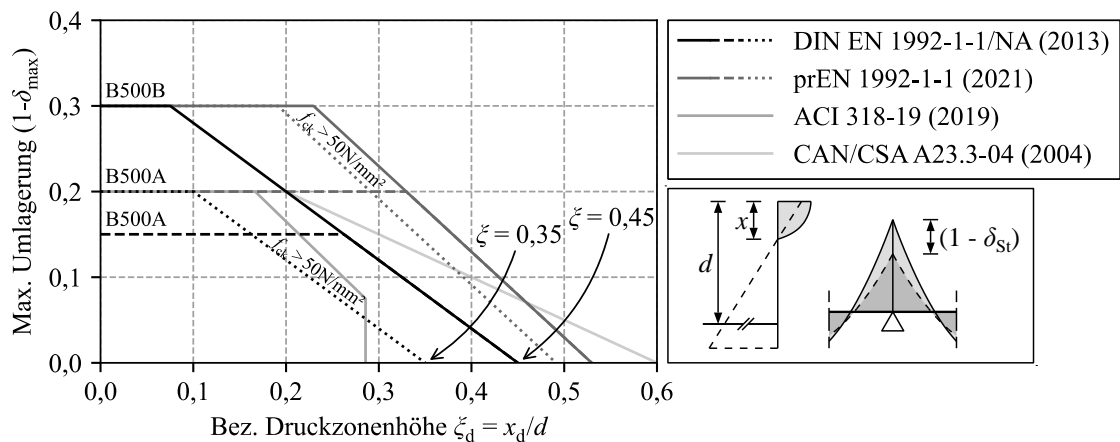 Max. Umlagerung (1-δmax)
0,4
0,3
0,2
0,1
0,0
B500B
B500A
B500A
fck > 50N/mm²
fck > 50N/mm²
ξ = 0,35
ξ = 0,45
0,0 0,1 0,2 0,3 0,4 0,5 0,6
Bez. Druckzonenhöhe ξd = xd/d
DIN EN 1992-1-1/NA (2013)
prEN 1992-1-1 (2021)
ACI 318-19 (2019)
CAN/CSA A23.3-04 (2004)
x
d
(1 - δSt)